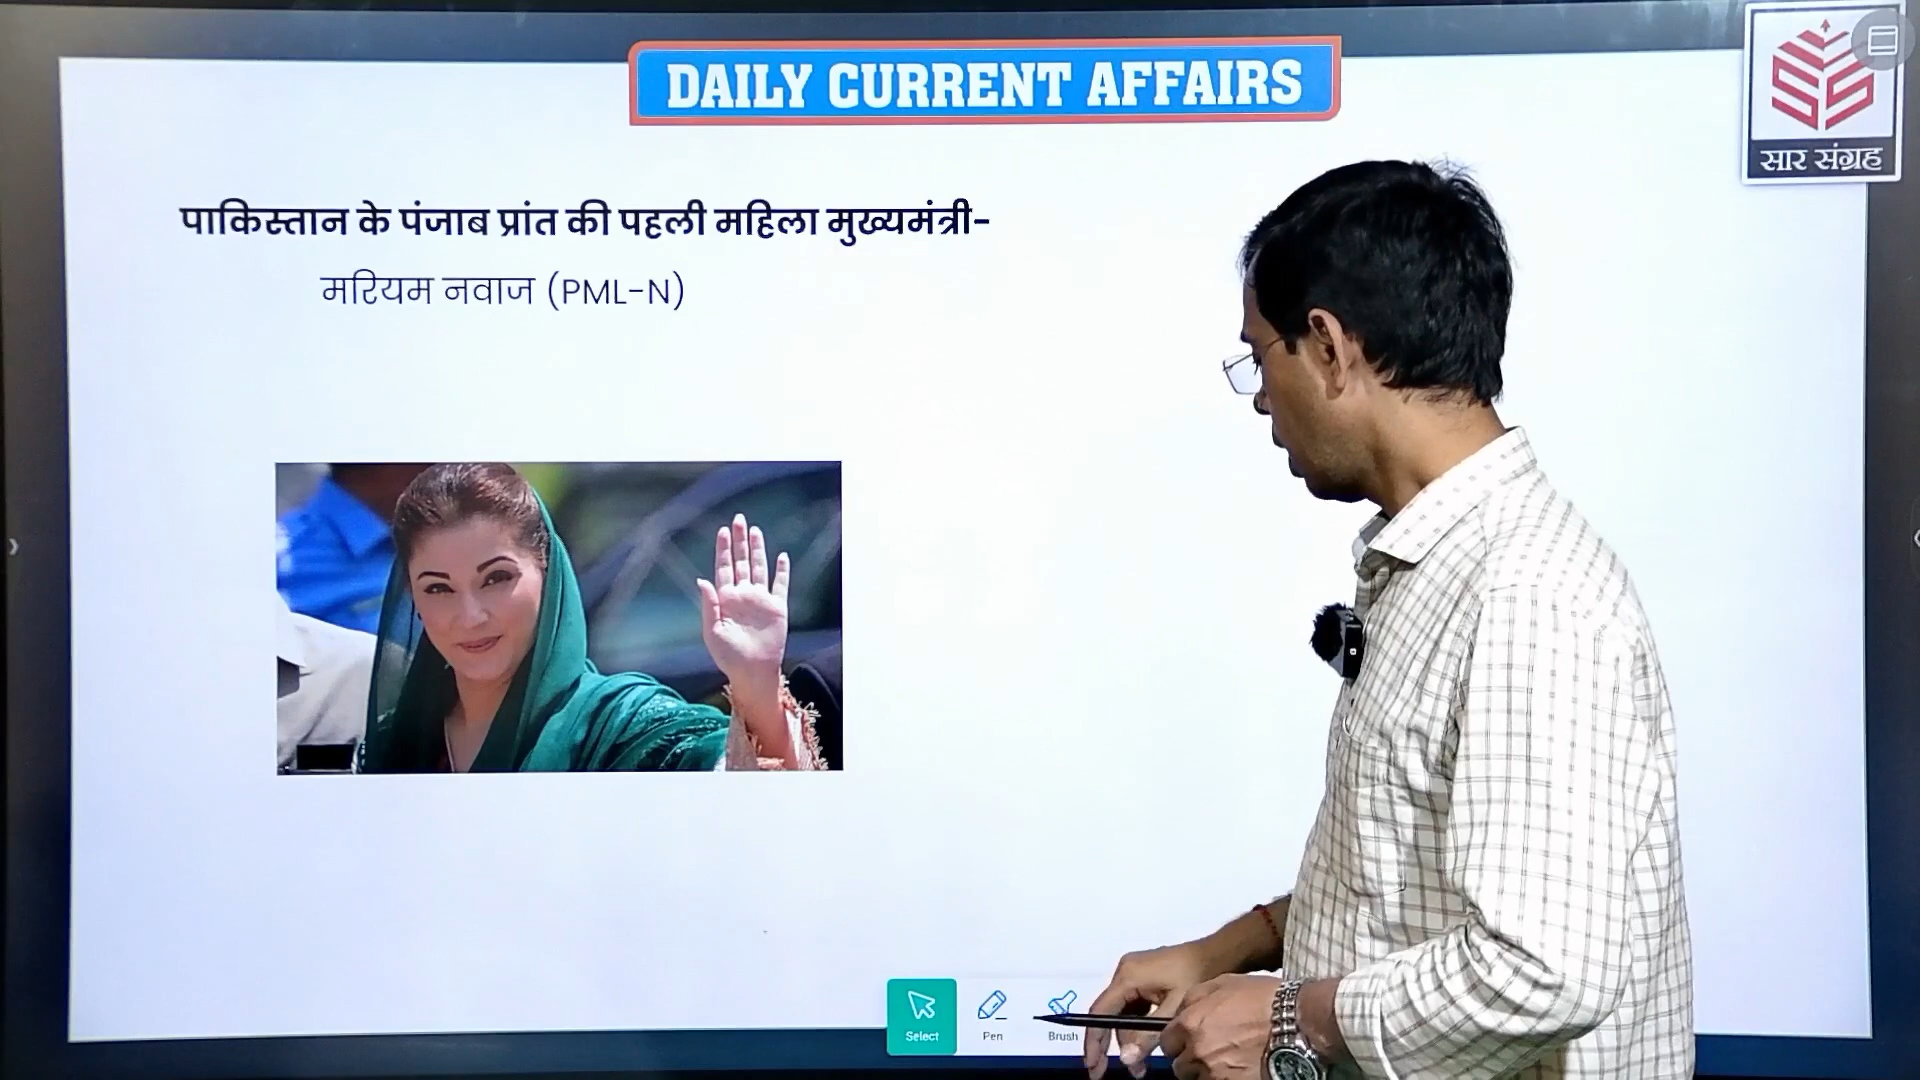 DAILY CURRENT AFFAIRS
सार संग्रह
पाकिस्तान के पंजाब प्रांत की पहली महिला मुख्यमंत्री-
मरियम नवाज (PML-N)
Select
Pen
Brush